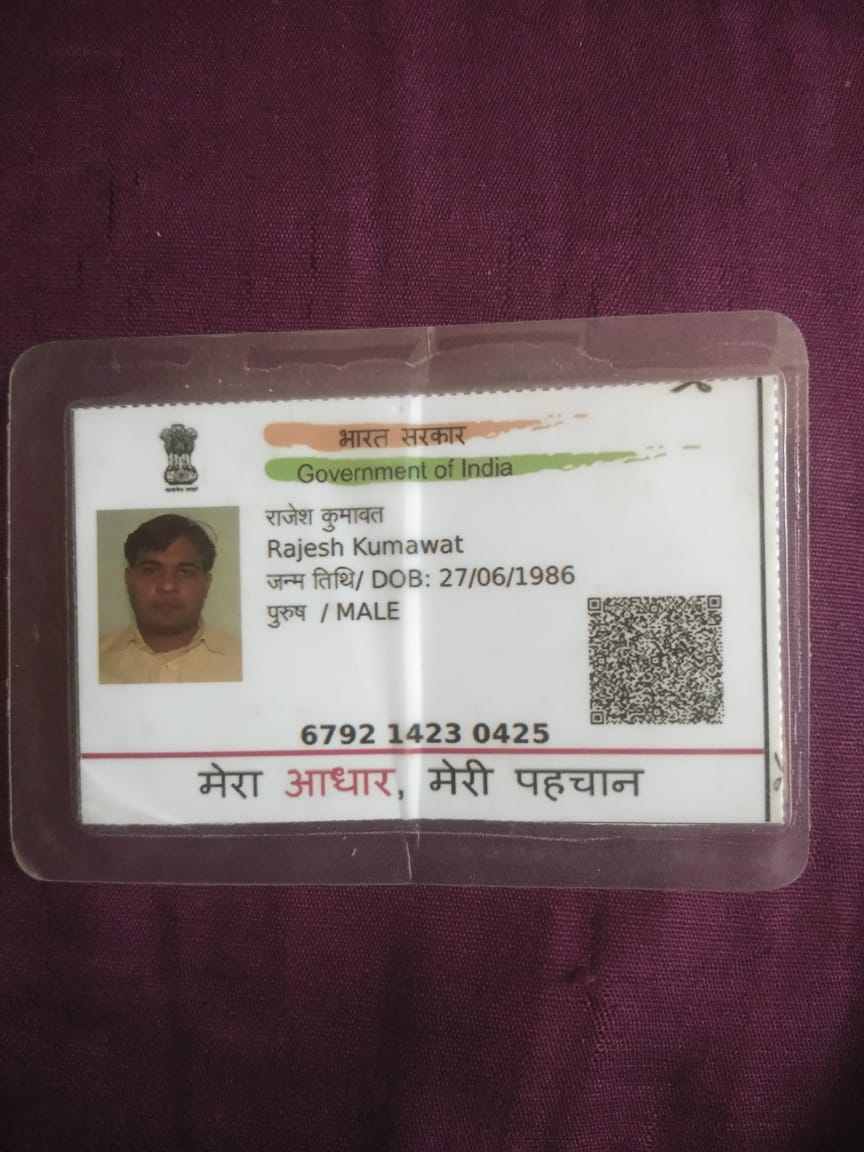 भारत सरकार
Government of India
राजेश कुमावत
Rajesh Kumawat
जन्म तिथि/ DOB: 27/06/1986
पुरुष / MALE
6792 1423 0425
मेरा आधार, मेरी पहचान